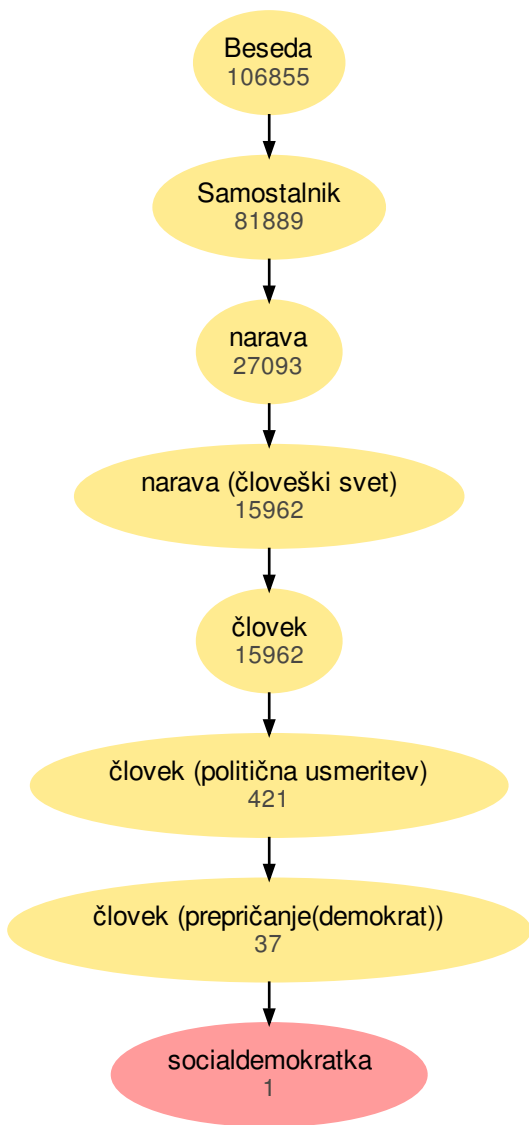 Beseda
106855
Samostalnik
81889
narava
27093
narava (človeški svet)
15962
človek
15962
človek (politična usmeritev)
421
človek (prepričanje(demokrat))
37
socialdemokratka
1